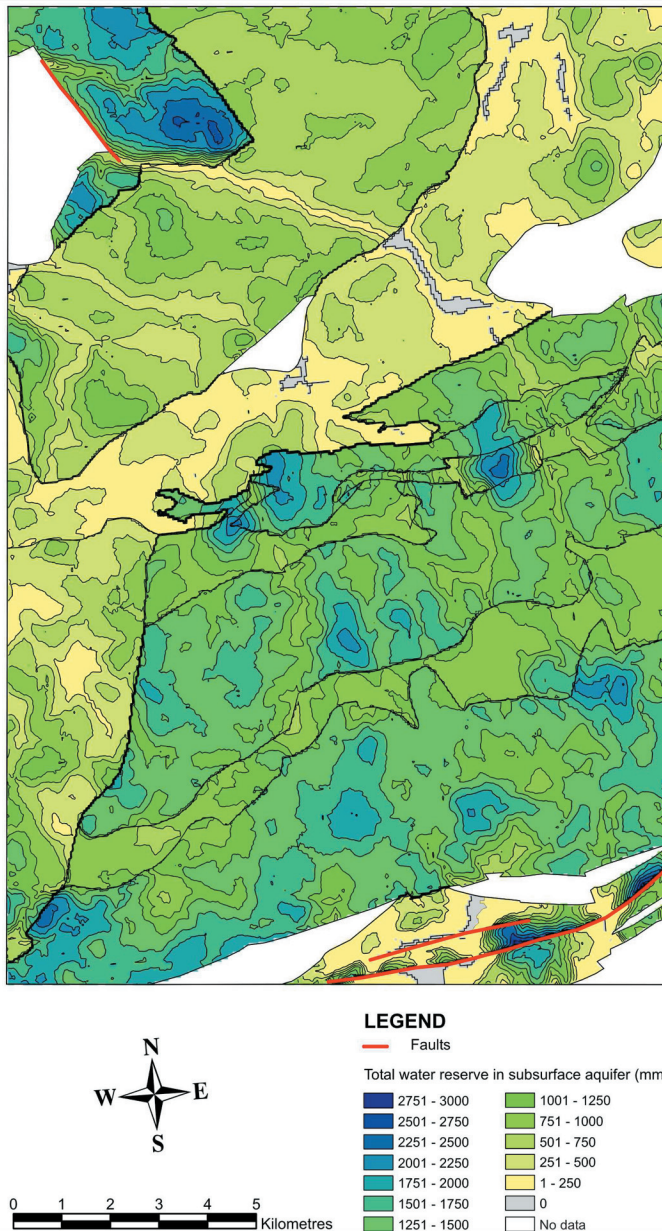 N
W E
S
0 1 2 3 4 5
Kilometres
LEGEND
Faults
Total water reserve in subsurface aquifer (mm
2751 - 3000
2501 - 2750
2251 - 2500
2001 - 2250
1751 - 2000
1501 - 1750
1251 - 1500
1001 - 1250
751 - 1000
501 - 750
251 - 500
1 - 250
0
No data